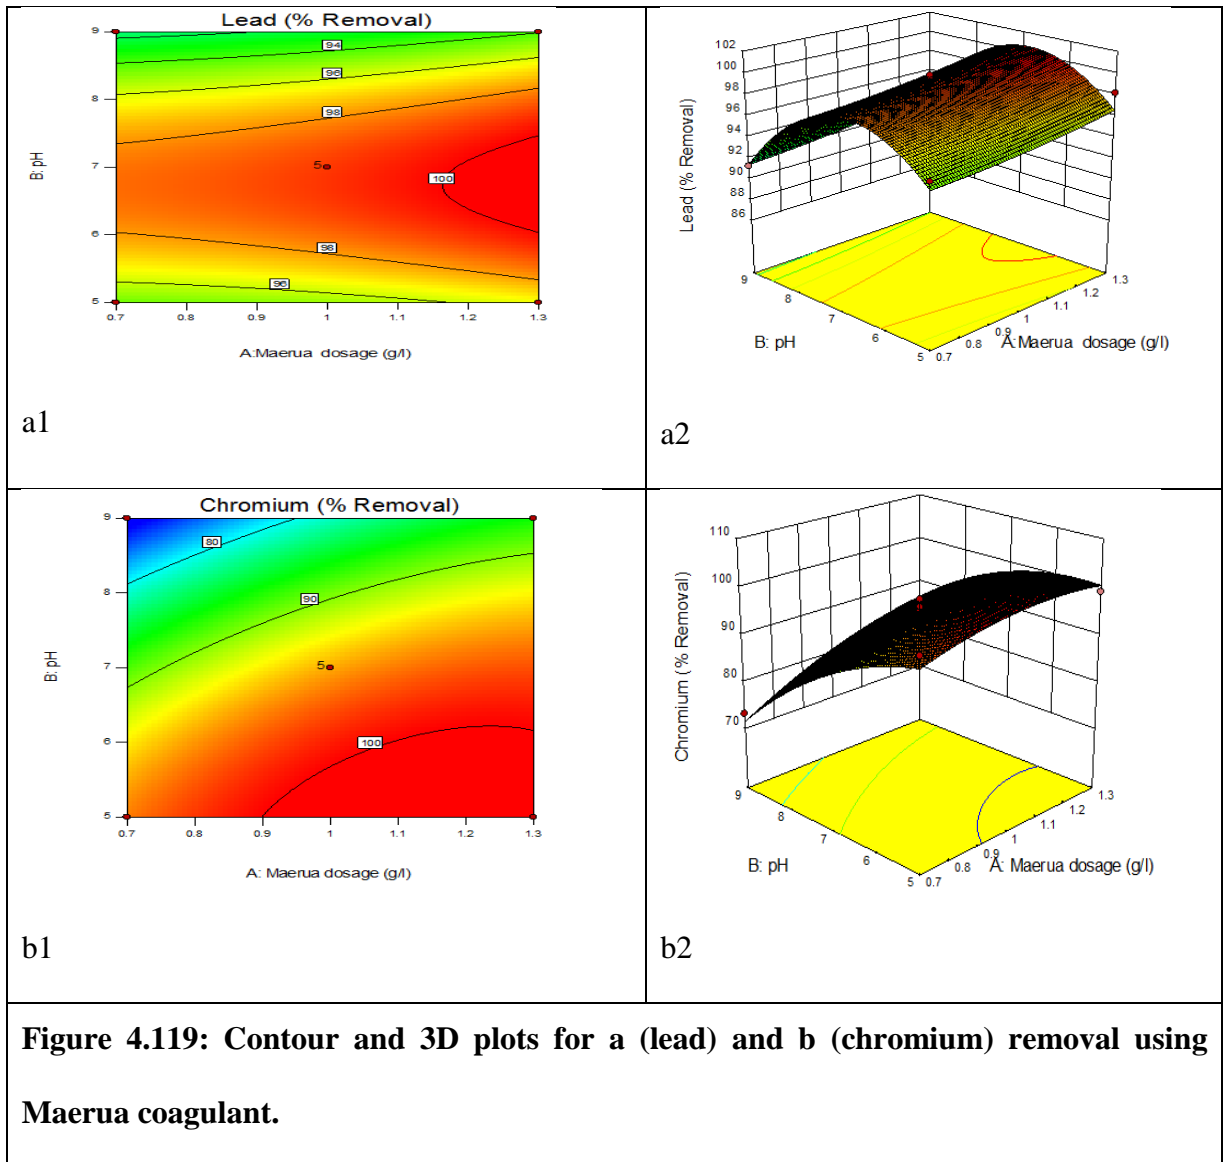 Lead (% Removal)
9
8
7
6
5
B: pH
94
96
98
5
100
98
96
0.7 0.8 0.9 1 1.1 1.2 1.3
A:Maerua dosage (g/l)
a1
102
100
98
96
94
92
90
88
86
Lead (% Removal)
9 8 7 6 5
B: pH
0.7 0.8 0.9 1 1.1 1.2 1.3
A:Maerua dosage (g/l)
a2
Chromium (% Removal)
9
8
7
6
5
B: pH
80
90
5
100
0.7 0.8 0.9 1 1.1 1.2 1.3
A: Maerua dosage (g/l)
b1
110
100
90
80
70
Chromium (% Removal)
9 8 7 6 5
B: pH
0.7 0.8 0.9 1 1.1 1.2 1.3
A: Maerua dosage (g/l)
b2
Figure 4.119: Contour and 3D plots for a (lead) and b (chromium) removal using
Maerua coagulant.